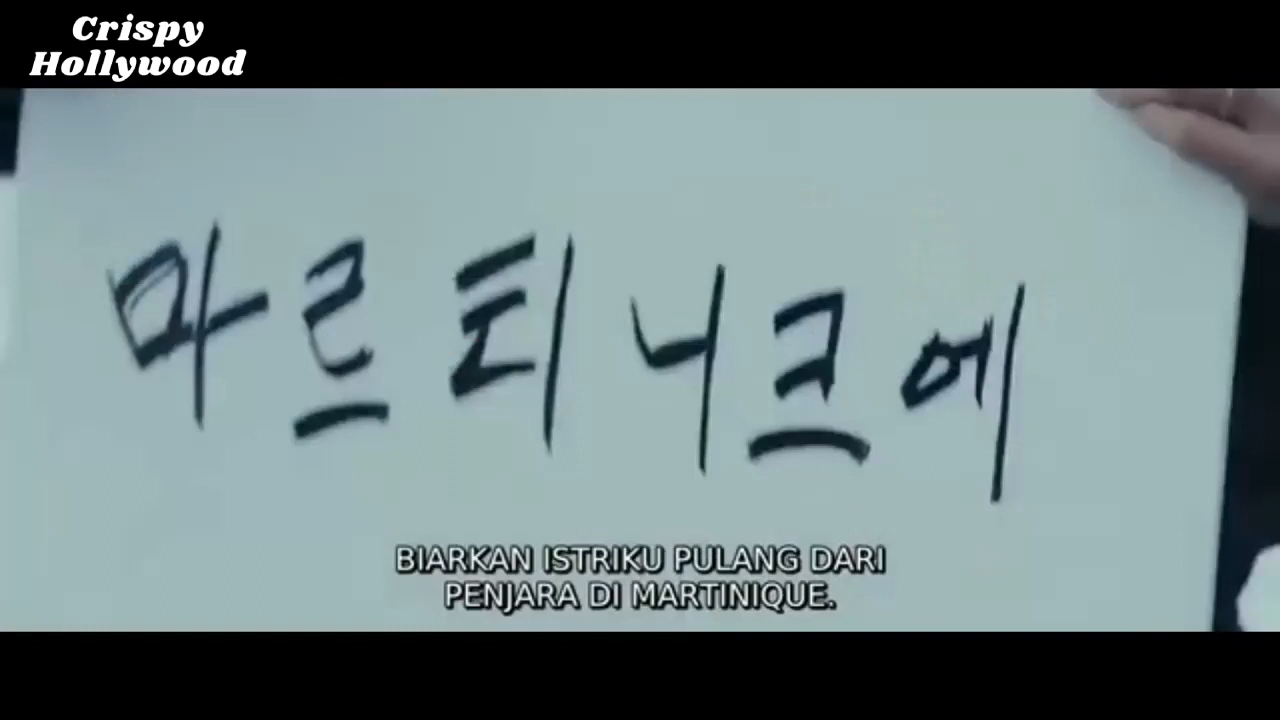 Crispy
Hollywood
마르티니크에
BIARKAN ISTRIKU PULANG DARI
PENJARA DI MARTINIQUE.